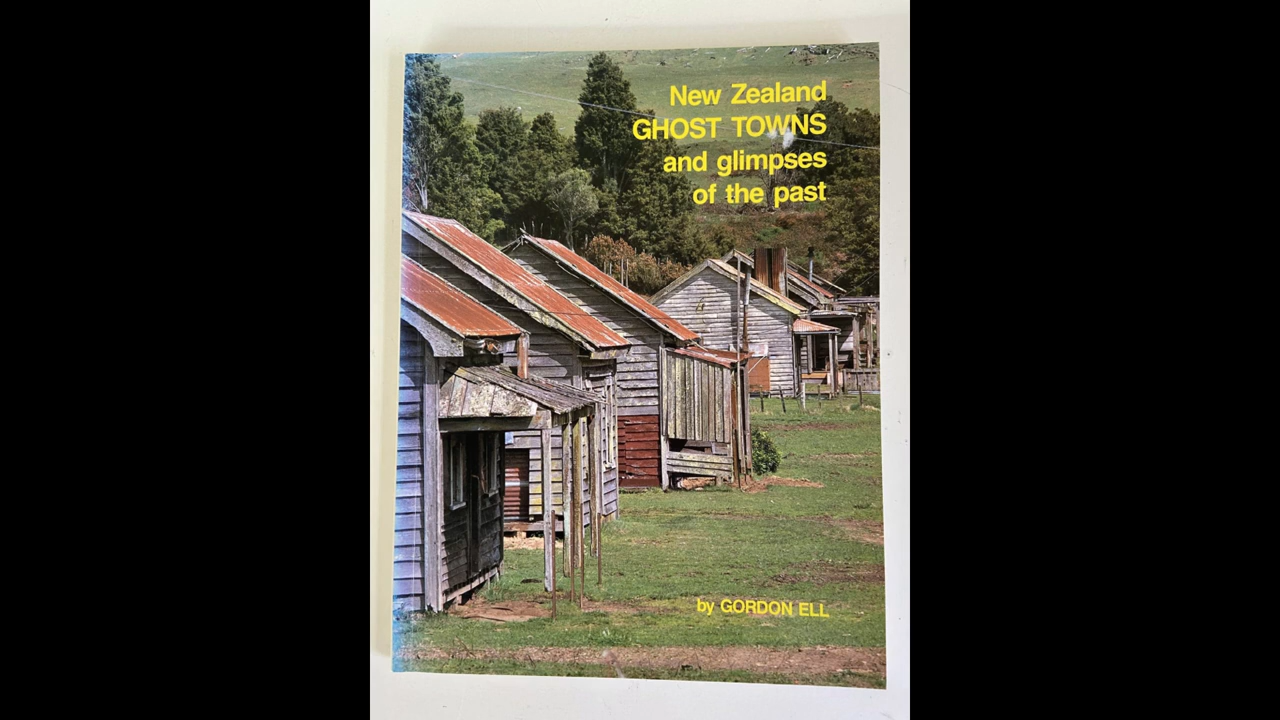 New Zealand
GHOST TOWNS
and glimpses
of the past
by GORDON ELL